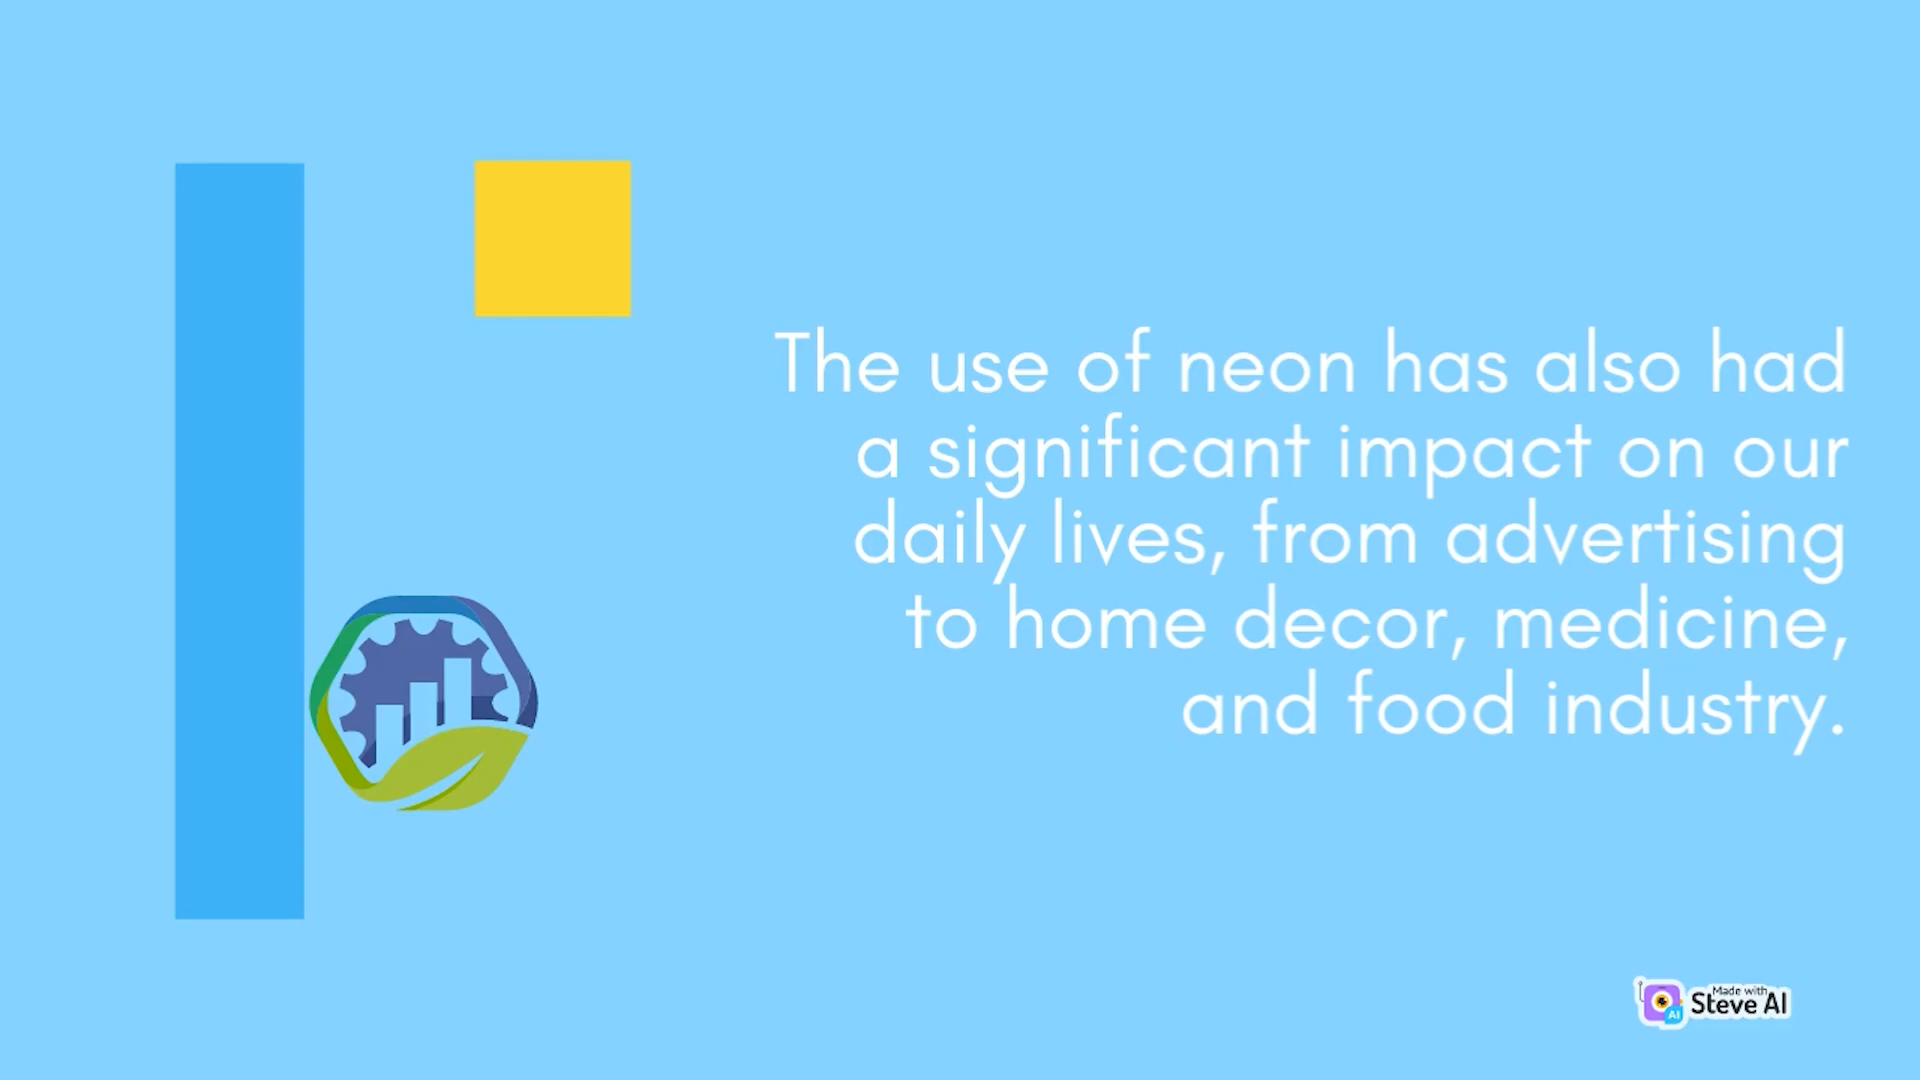 The use of neon has also had
a significant impact on our
daily lives, from advertising
to home decor, medicine,
and food industry.
Made with
Steve AI
AI